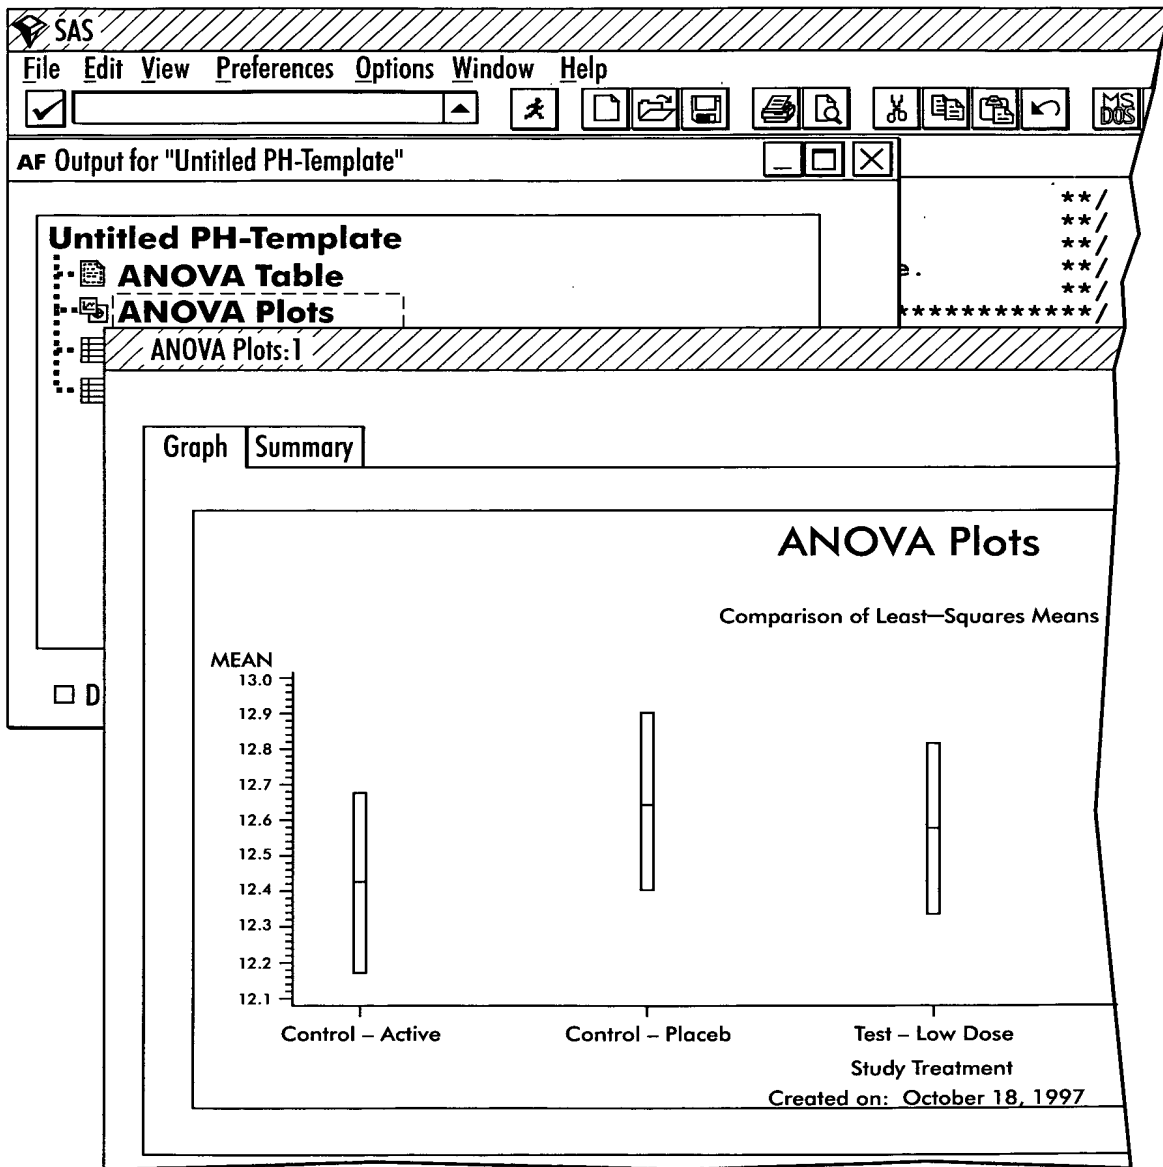 SAS
File Edit View Preferences Options Window Help
MS DOS
AF Output for "Untitled PH-Template"
**/
**/
**/
e. **/
**/
************/
Untitled PH-Template
ANOVA Table
ANOVA Plots
ANOVA Plots:1
D
Graph Summary
ANOVA Plots
Comparison of Least—Squares Means
MEAN
13.0
12.9
12.8
12.7
12.6
12.5
12.4
12.3
12.2
12.1
Control – Active Control – Placeb Test – Low Dose
Study Treatment
Created on: October 18, 1997